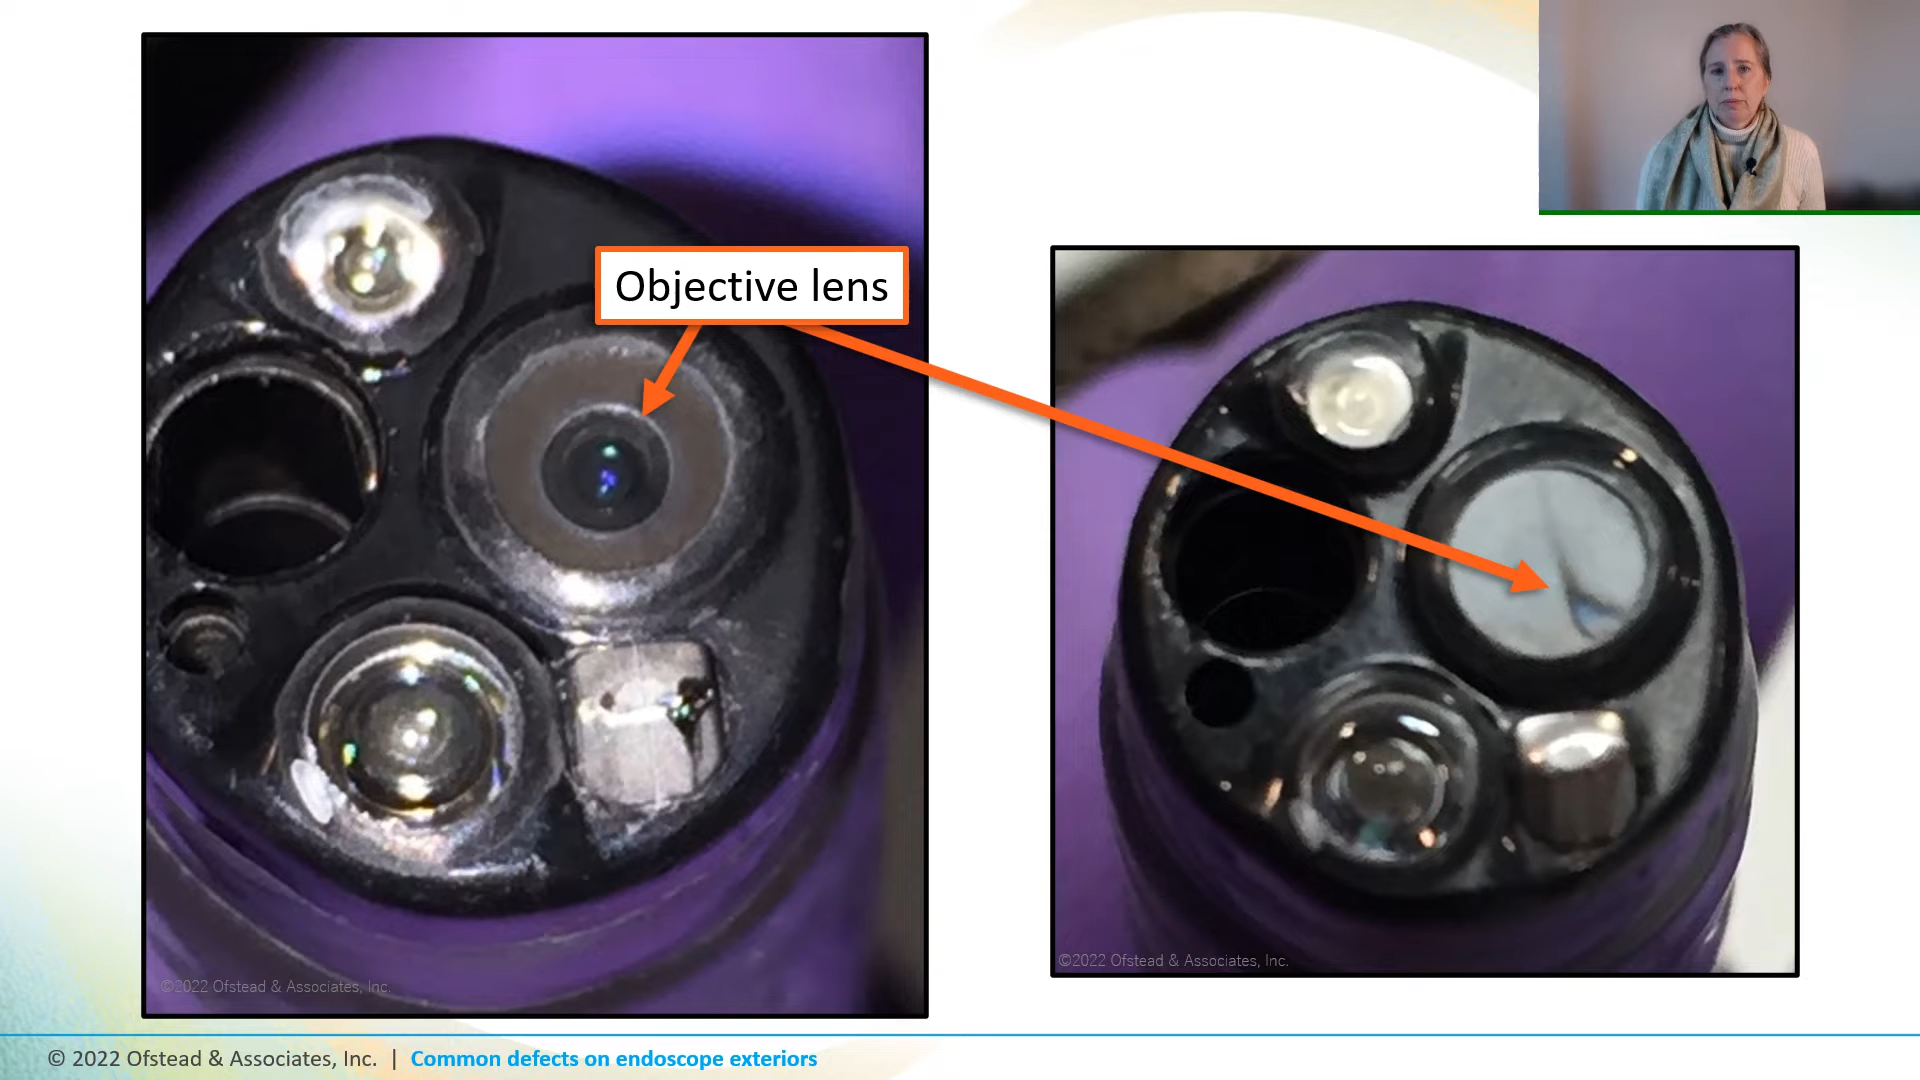 Objective lens
©2022 Ofstead & Associates, Inc.
©2022 Ofstead & Associates, Inc.
© 2022 Ofstead & Associates, Inc. | Common defects on endoscope exteriors